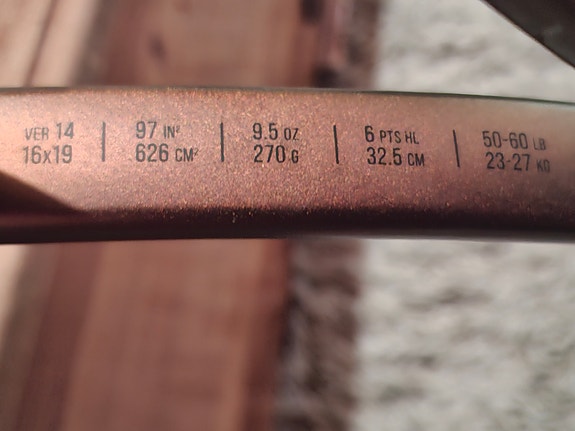 VER 14 | 97 IN² | 9.5 OZ | 6 PTS HL | 50-60 LB
16x19 | 626 CM² | 270 G | 32.5 CM | 23-27 KG